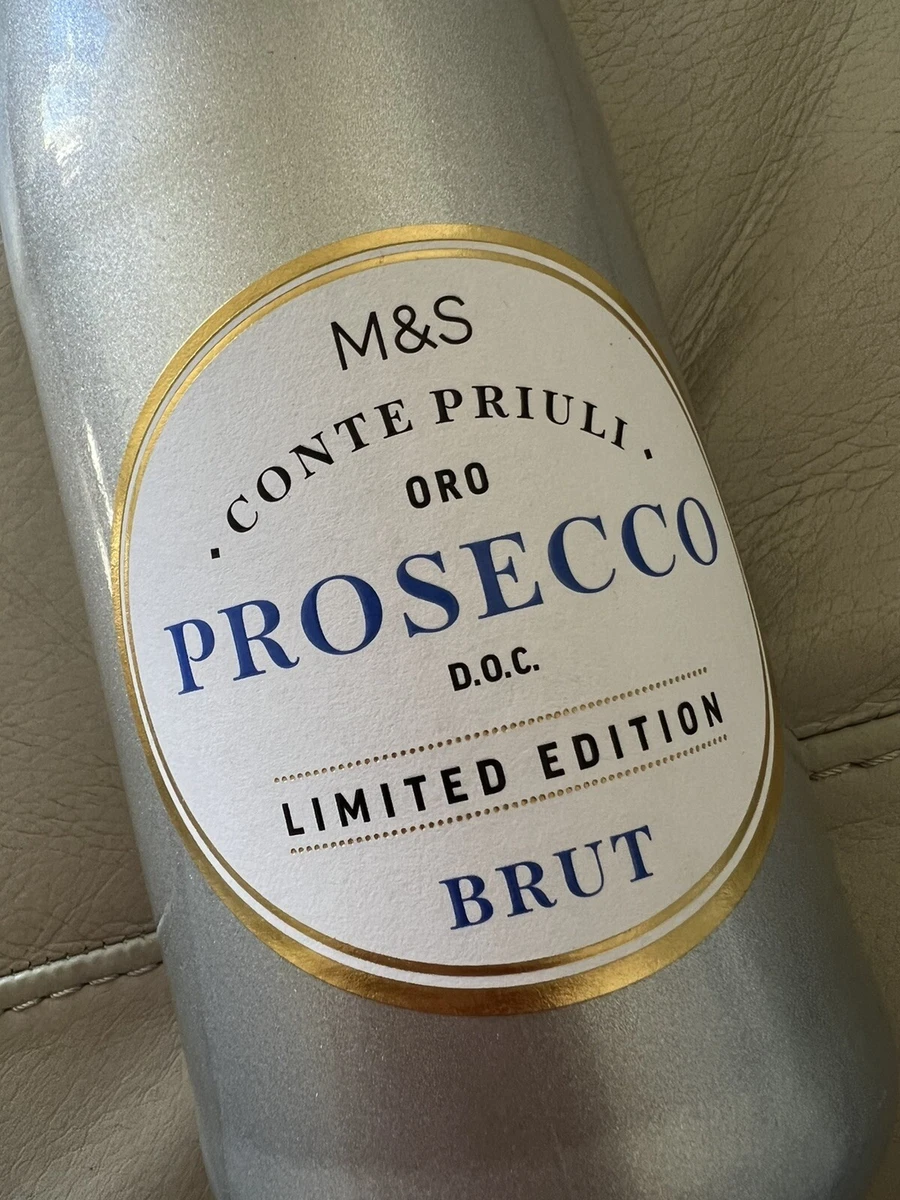 M&S
· CONTE PRIULI ·
ORO
PROSECCO
D.O.C.
LIMITED EDITION
BRUT